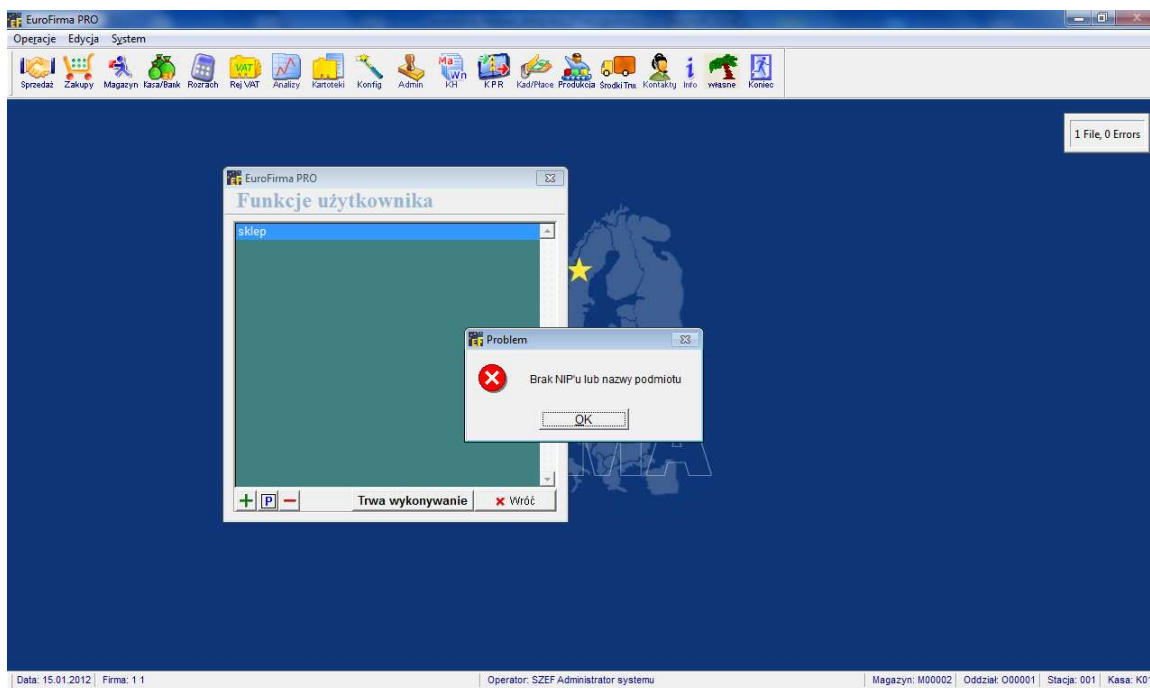 EuroFirma PRO
Operacje Edycja System
Sprzedaż Zakupy Magazyn Kasa/Bank Rozrach Rej VAT Analizy Kartoteki Konfig Admin KH KPR Kad/Płace Produkcja Środki Trw. Kontakty Info Własne Koniec
1 File, 0 Errors
EuroFirma PRO
Funkcje użytkownika
sklep
Problem
Brak NIP'u lub nazwy podmiotu
OK
MA
P Trwa wykonywanie Wróć
Data: 15.01.2012 Firma: 1 1 Operator: SZEF Administrator systemu Magazyn: M00002 Oddział: O00001 Stacja: 001 Kasa: K01